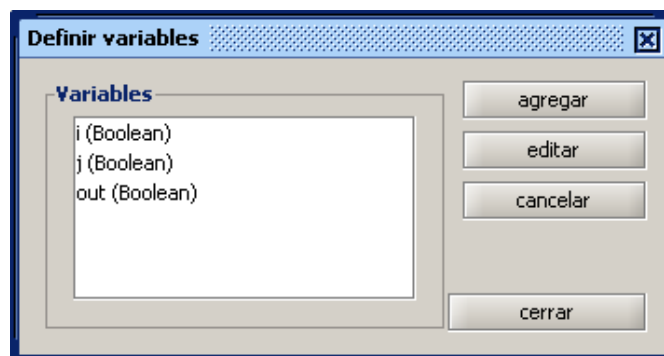 Definir variables
Variables
i (Boolean)
j (Boolean)
out (Boolean)
agregar
editar
cancelar
cerrar